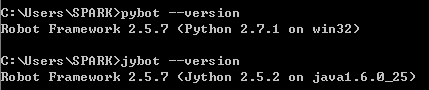 C:\Users\SPARK>pybot --version
Robot Framework 2.5.7 (Python 2.7.1 on win32)
C:\Users\SPARK>jybot --version
Robot Framework 2.5.7 (Jython 2.5.2 on java1.6.0_25)